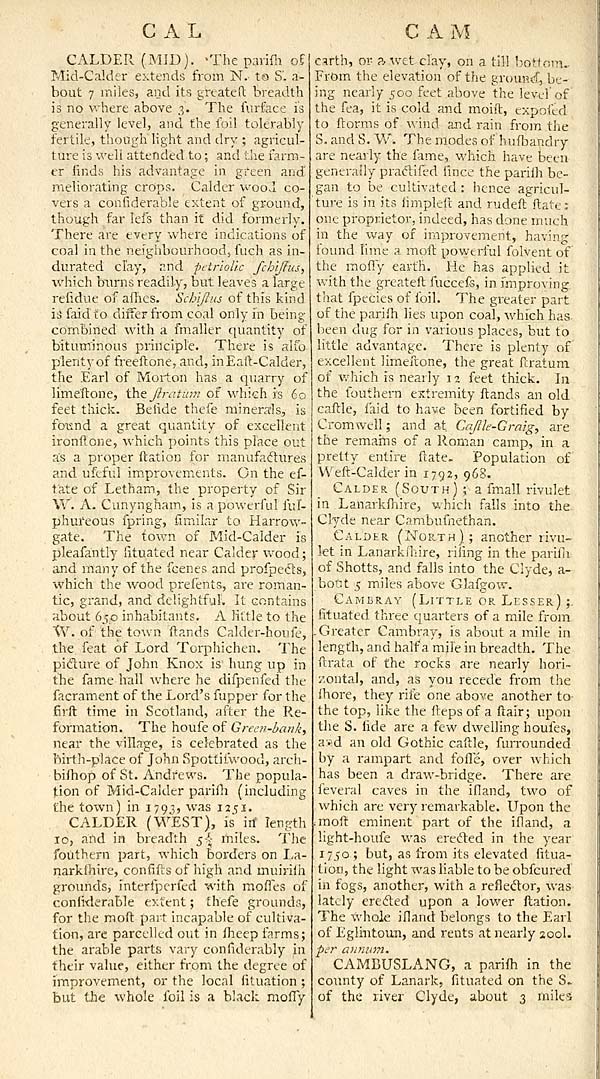 CAL
CALDER (MID). The pariſh of
Mid-Calder extends from N. to S. a-
bout 7 miles, and its greateſt breadth
is no where above 3. The ſurface is
generally level, and the ſoil tolerably
fertile, though light and dry; agricul-
ture is well attended to; and the farm-
er finds his advantage in green and
meliorating crops. Calder wood co-
vers a conſiderable extent of ground,
though far leſs than it did formerly.
There are every where indications of
coal in the neighbourhood, ſuch as in-
durated clay, and petriolic ſchiſtus,
which burns readily, but leaves a large
reſidue of aſhes. Schiſtus of this kind
is ſaid to differ from coal only in being
combined with a ſmaller quantity of
bituminous principle. There is alſo
plenty of freeſtone, and, in Eaſt-Calder,
the Earl of Morton has a quarry of
limeſtone, the ſtratum of which is 60
feet thick. Beſide theſe minerals, is
found a great quantity of excellent
ironſtone, which points this place out
as a proper ſtation for manufactures
and uſeful improvements. On the eſ-
tate of Letham, the property of Sir
W. A. Cunyngham, is a powerful ſul-
phureous ſpring, ſimilar to Harrow-
gate. The town of Mid-Calder is
pleaſantly ſituated near Calder wood;
and many of the ſcenes and proſpects,
which the wood preſents, are roman-
tic, grand, and delightful. It contains
about 650 inhabitants. A little to the
W. of the town ſtands Calder-houſe,
the ſeat of Lord Torphichen. The
picture of John Knox is hung up in
the ſame hall where he diſpenſed the
ſacrament of the Lord's ſupper for the
firſt time in Scotland, after the Re-
formation. The houſe of Green-bank,
near the village, is celebrated as the
birth-place of John Spottiſwood, arch-
biſhop of St. Andrews. The popula-
tion of Mid-Calder pariſh (including
the town) in 1793, was 1251.
CALDER (WEST), is in length
10, and in breadth 5½ miles. The
ſouthern part, which borders on La-
narkſhire, conſiſts of high and muiriſh
grounds, interſperſed with moſſes of
conſiderable extent; theſe grounds,
for the moſt part incapable of cultiva-
tion, are parcelled out in ſheep farms;
the arable parts vary conſiderably in
their value, either from the degree of
improvement, or the local ſituation;
but the whole ſoil is a black moſſy
CAM
earth, or a wet clay, on a till bottom.
From the elevation of the ground, be-
ing nearly 500 feet above the level of
the ſea, it is cold and moiſt, expoſed
to ſtorms of wind and rain from the
S. and S. W. The modes of huſbandry
are nearly the ſame, which have been
generally practiſed ſince the pariſh be-
gan to be cultivated: hence agricul-
ture is in its ſimpleſt and rudeſt ſtate:
one proprietor, indeed, has done much
in the way of improvement, having
found lime a moſt powerful ſolvent of
the moſſy earth. He has applied it
with the greateſt ſucceſs, in improving
that ſpecies of ſoil. The greater part
of the pariſh lies upon coal, which has
been dug for in various places, but to
little advantage. There is plenty of
excellent limeſtone, the great ſtratum
of which is nearly 12 feet thick. In
the ſouthern extremity ſtands an old
caſtle, ſaid to have been fortified by
Cromwell; and at Caſtle-Graig, are
the remains of a Roman camp, in a
pretty entire ſtate. Population of
Weſt-Calder in 1792, 968.
CALDER (SOUTH); a ſmall rivulet
in Lanarkſhire, which falls into the
Clyde near Cambuſnethan.
CALDER (NORTH); another rivu-
let in Lanarkſhire, riſing in the pariſh
of Shotts, and falls into the Clyde, a-
bout 5 miles above Glaſgow.
CAMBRAY (LITTLE OR LESSER);
ſituated three quarters of a mile from
Greater Cambray, is about a mile in
length, and half a mile in breadth. The
ſtrata of the rocks are nearly hori-
zontal, and, as you recede from the
ſhore, they riſe one above another to
the top, like the ſteps of a ſtair; upon
the S. ſide are a few dwelling houſes,
and an old Gothic caſtle, ſurrounded
by a rampart and foſſe, over which
has been a draw-bridge. There are
ſeveral caves in the iſland, two of
which are very remarkable. Upon the
moſt eminent part of the iſland, a
light-houſe was erected in the year
1750; but, as from its elevated ſitua-
tion, the light was liable to be obſcured
in fogs, another, with a reflector, was
lately erected upon a lower ſtation.
The whole iſland belongs to the Earl
of Eglintoun, and rents at nearly 200l.
per annum.
CAMBUSLANG, a pariſh in the
county of Lanark, ſituated on the S.
of the river Clyde, about 3 miles